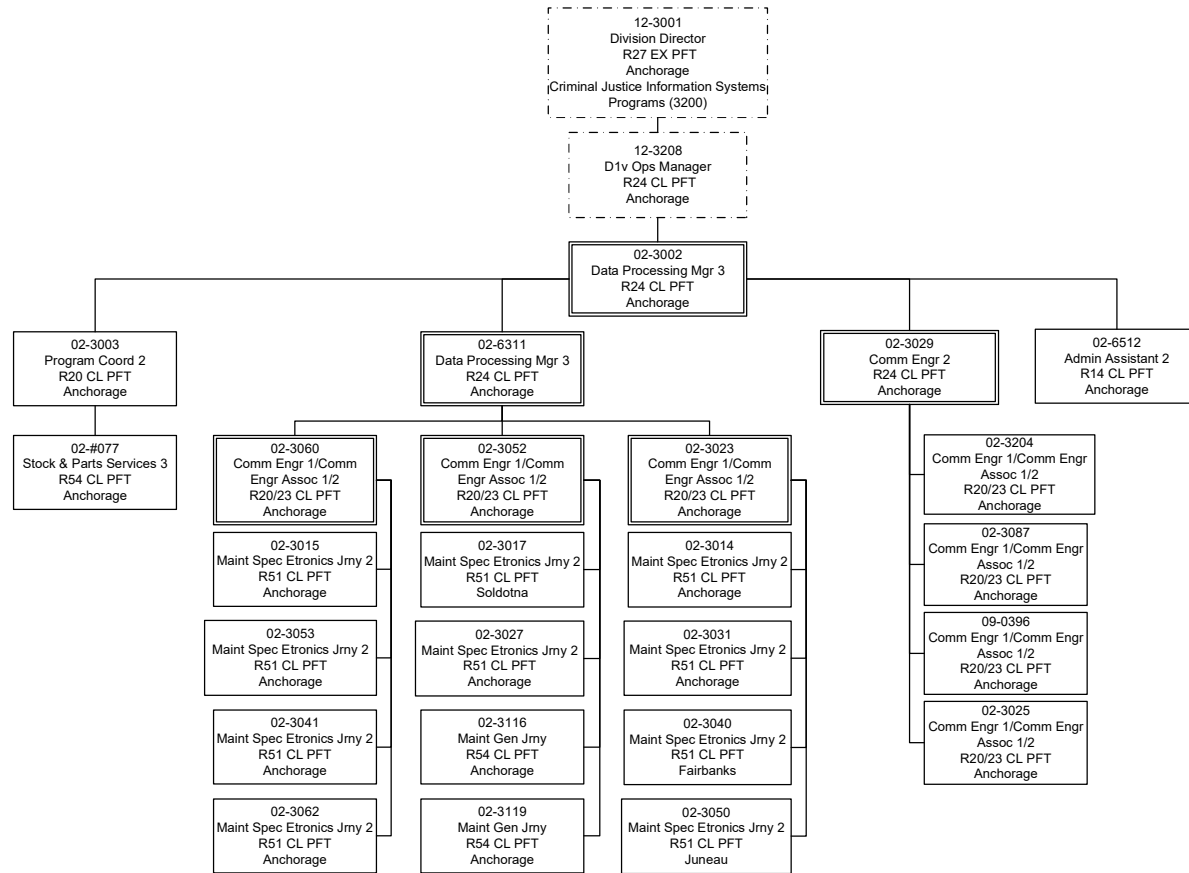 12-3001
Division Director
R27 EX PFT
Anchorage
Criminal Justice Information Systems
Programs (3200)
12-3208
D1v Ops Manager
R24 CL PFT
Anchorage
02-3002
Data Processing Mgr 3
R24 CL PFT
Anchorage
02-3003
Program Coord 2
R20 CL PFT
Anchorage
02-6311
Data Processing Mgr 3
R24 CL PFT
Anchorage
02-3029
Comm Engr 2
R24 CL PFT
Anchorage
02-6512
Admin Assistant 2
R14 CL PFT
Anchorage
02-#077
Stock & Parts Services 3
R54 CL PFT
Anchorage
02-3060
Comm Engr 1/Comm
Engr Assoc 1/2
R20/23 CL PFT
Anchorage
02-3015
Maint Spec Etronics Jrny 2
R51 CL PFT
Anchorage
02-3053
Maint Spec Etronics Jrny 2
R51 CL PFT
Anchorage
02-3041
Maint Spec Etronics Jrny 2
R51 CL PFT
Anchorage
02-3062
Maint Spec Etronics Jrny 2
R51 CL PFT
Anchorage
02-3052
Comm Engr 1/Comm
Engr Assoc 1/2
R20/23 CL PFT
Anchorage
02-3017
Maint Spec Etronics Jrny 2
R51 CL PFT
Soldotna
02-3027
Maint Spec Etronics Jrny 2
R51 CL PFT
Anchorage
02-3116
Maint Gen Jrny
R54 CL PFT
Anchorage
02-3119
Maint Gen Jrny
R54 CL PFT
Anchorage
02-3023
Comm Engr 1/Comm
Engr Assoc 1/2
R20/23 CL PFT
Anchorage
02-3014
Maint Spec Etronics Jrny 2
R51 CL PFT
Anchorage
02-3031
Maint Spec Etronics Jrny 2
R51 CL PFT
Anchorage
02-3040
Maint Spec Etronics Jrny 2
R51 CL PFT
Fairbanks
02-3050
Maint Spec Etronics Jrny 2
R51 CL PFT
Juneau
02-3204
Comm Engr 1/Comm Engr
Assoc 1/2
R20/23 CL PFT
Anchorage
02-3087
Comm Engr 1/Comm Engr
Assoc 1/2
R20/23 CL PFT
Anchorage
09-0396
Comm Engr 1/Comm Engr
Assoc 1/2
R20/23 CL PFT
Anchorage
02-3025
Comm Engr 1/Comm Engr
Assoc 1/2
R20/23 CL PFT
Anchorage